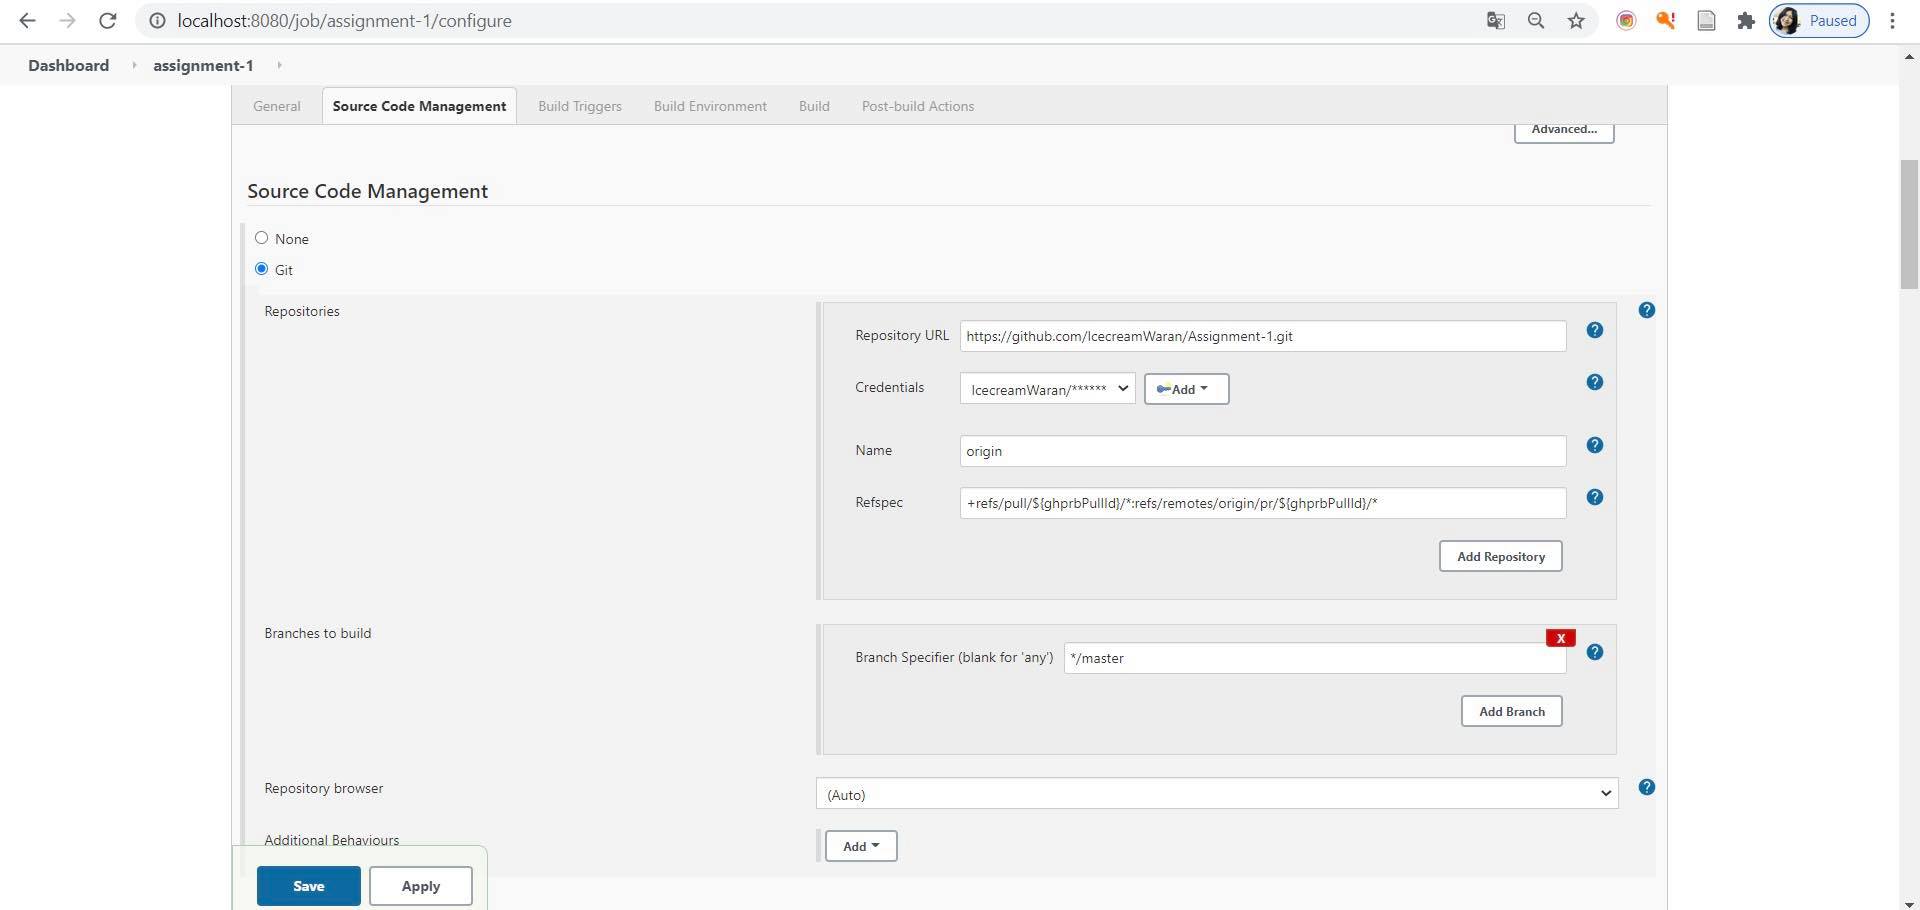 localhost:8080/job/assignment-1/configure
Paused
Dashboard
assignment-1
General
Source Code Management
Build Triggers
Build Environment
Build
Post-build Actions
Advanced...
Source Code Management
None
Git
Repositories
Repository URL
https://github.com/IcecreamWaran/Assignment-1.git
Credentials
IcecreamWaran/******
Add
Name
origin
Refspec
+refs/pull/${ghprbPullId}/*:refs/remotes/origin/pr/${ghprbPullId}/*
Add Repository
Branches to build
X
Branch Specifier (blank for 'any')
*/master
Add Branch
Repository browser
(Auto)
Additional Behaviours
Add
Save
Apply